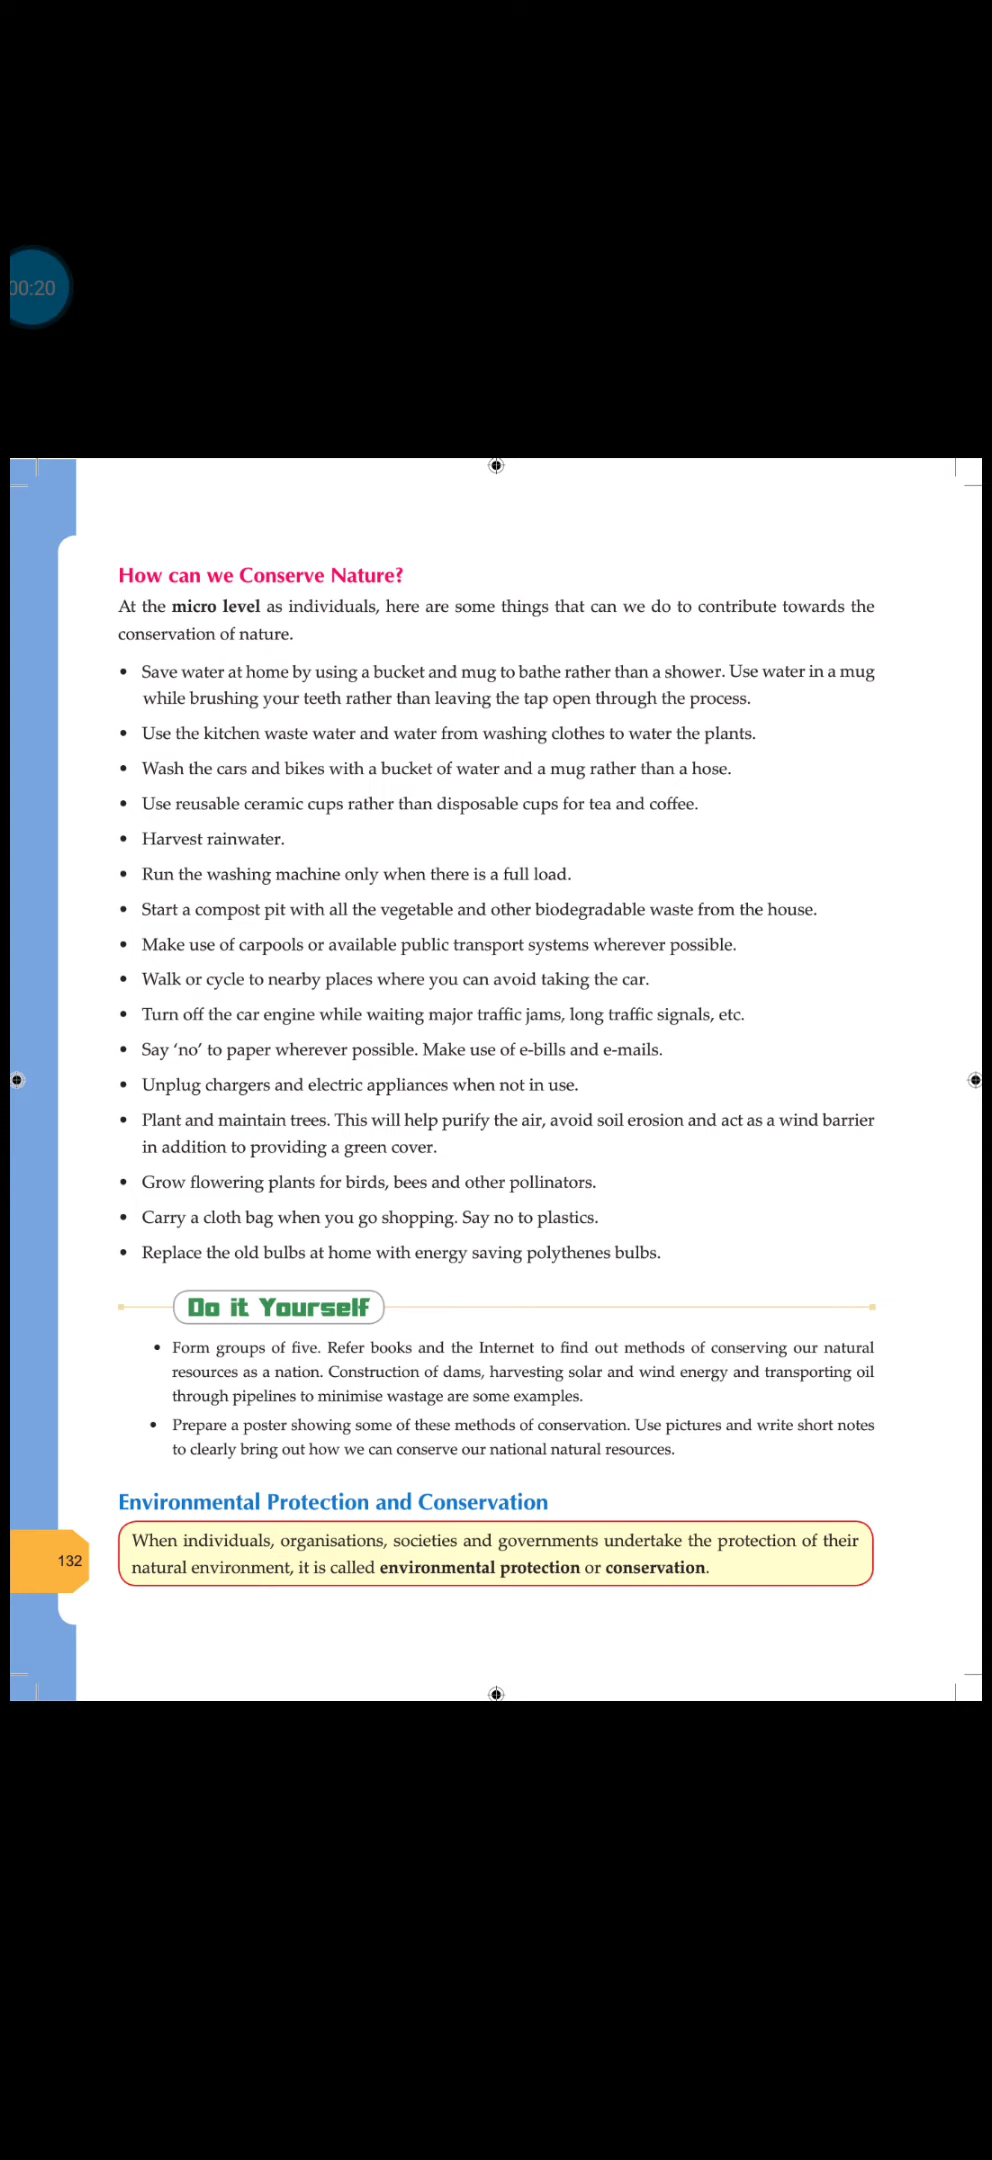 00:20
How can we Conserve Nature?
At the micro level as individuals, here are some things that can we do to contribute towards the
conservation of nature.
• Save water at home by using a bucket and mug to bathe rather than a shower. Use water in a mug
while brushing your teeth rather than leaving the tap open through the process.
• Use the kitchen waste water and water from washing clothes to water the plants.
• Wash the cars and bikes with a bucket of water and a mug rather than a hose.
• Use reusable ceramic cups rather than disposable cups for tea and coffee.
• Harvest rainwater.
• Run the washing machine only when there is a full load.
• Start a compost pit with all the vegetable and other biodegradable waste from the house.
• Make use of carpools or available public transport systems wherever possible.
• Walk or cycle to nearby places where you can avoid taking the car.
• Turn off the car engine while waiting major traffic jams, long traffic signals, etc.
• Say ‘no’ to paper wherever possible. Make use of e-bills and e-mails.
• Unplug chargers and electric appliances when not in use.
• Plant and maintain trees. This will help purify the air, avoid soil erosion and act as a wind barrier
in addition to providing a green cover.
• Grow flowering plants for birds, bees and other pollinators.
• Carry a cloth bag when you go shopping. Say no to plastics.
• Replace the old bulbs at home with energy saving polythenes bulbs.
Do it Yourself
• Form groups of five. Refer books and the Internet to find out methods of conserving our natural
resources as a nation. Construction of dams, harvesting solar and wind energy and transporting oil
through pipelines to minimise wastage are some examples.
• Prepare a poster showing some of these methods of conservation. Use pictures and write short notes
to clearly bring out how we can conserve our national natural resources.
Environmental Protection and Conservation
When individuals, organisations, societies and governments undertake the protection of their
natural environment, it is called environmental protection or conservation.
132